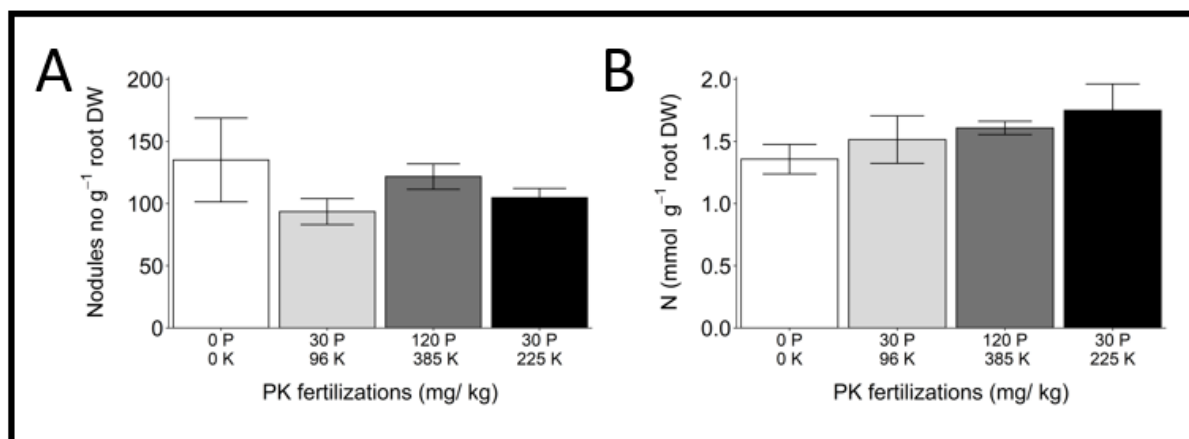 A
Nodules no g⁻¹ root DW
200
150
100
50
0
0 P 30 P 120 P 30 P
0 K 96 K 385 K 225 K
PK fertilizations (mg/ kg)
B
N (mmol g⁻¹ root DW)
2.0
1.5
1.0
0.5
0.0
0 P 30 P 120 P 30 P
0 K 96 K 385 K 225 K
PK fertilizations (mg/ kg)